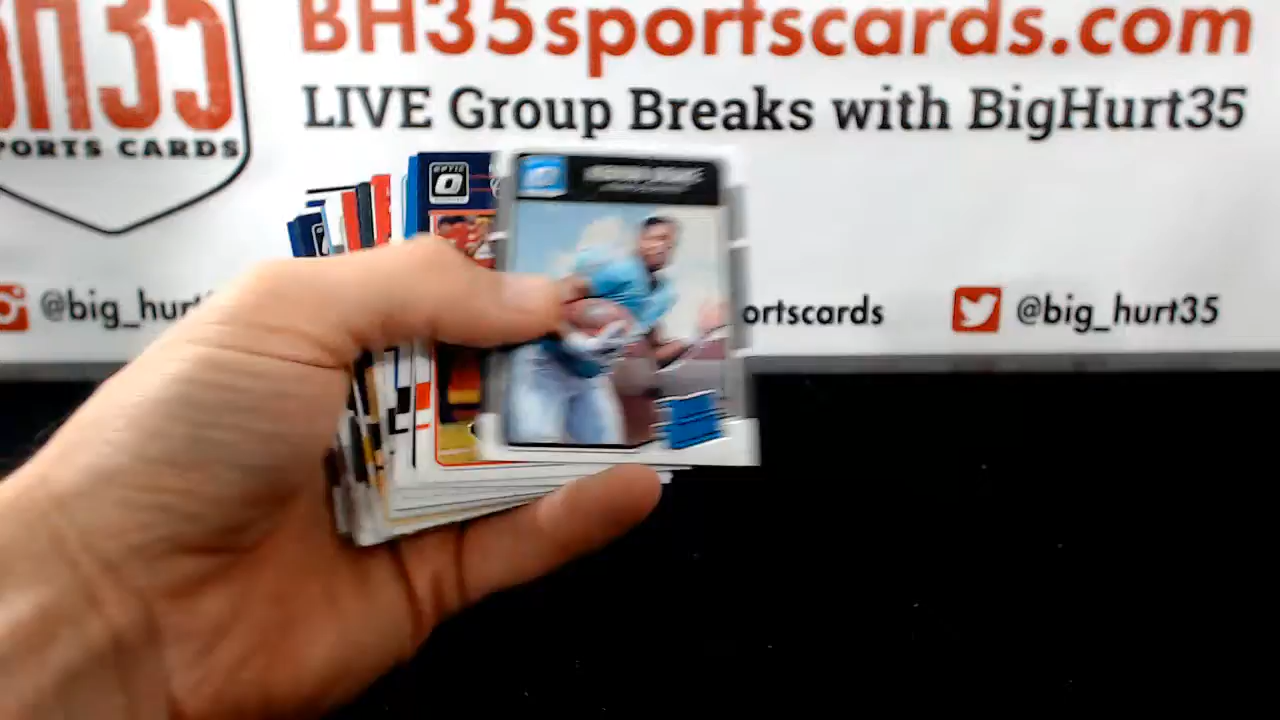 BH35
PORTS CARDS
BH35sportscards.com
LIVE Group Breaks with BigHurt35
@big_hurt
ortscards
@big_hurt35
OPTIC